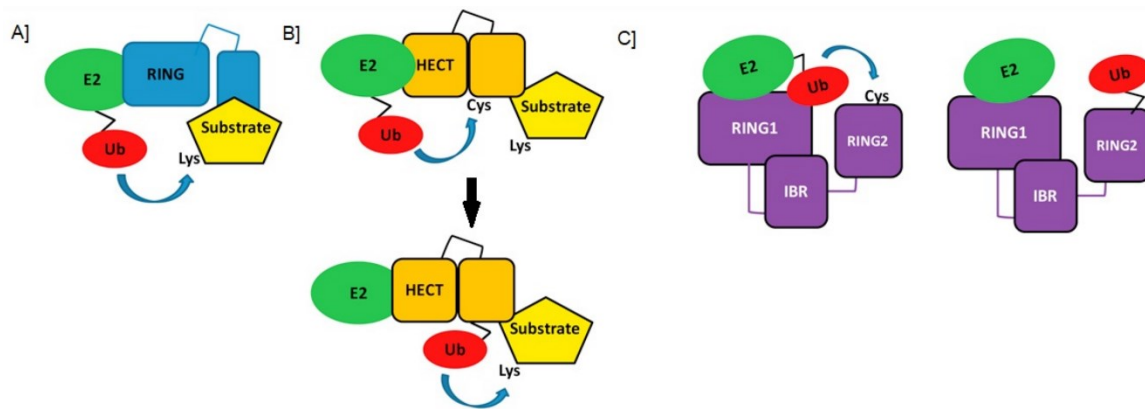 A]
E2
RING
Substrate
Lys
Ub
B]
E2
HECT
Cys
Substrate
Ub
Lys
E2
HECT
Substrate
Ub
Lys
C]
E2
Ub
Cys
RING1
RING2
IBR
E2
Ub
RING1
RING2
IBR